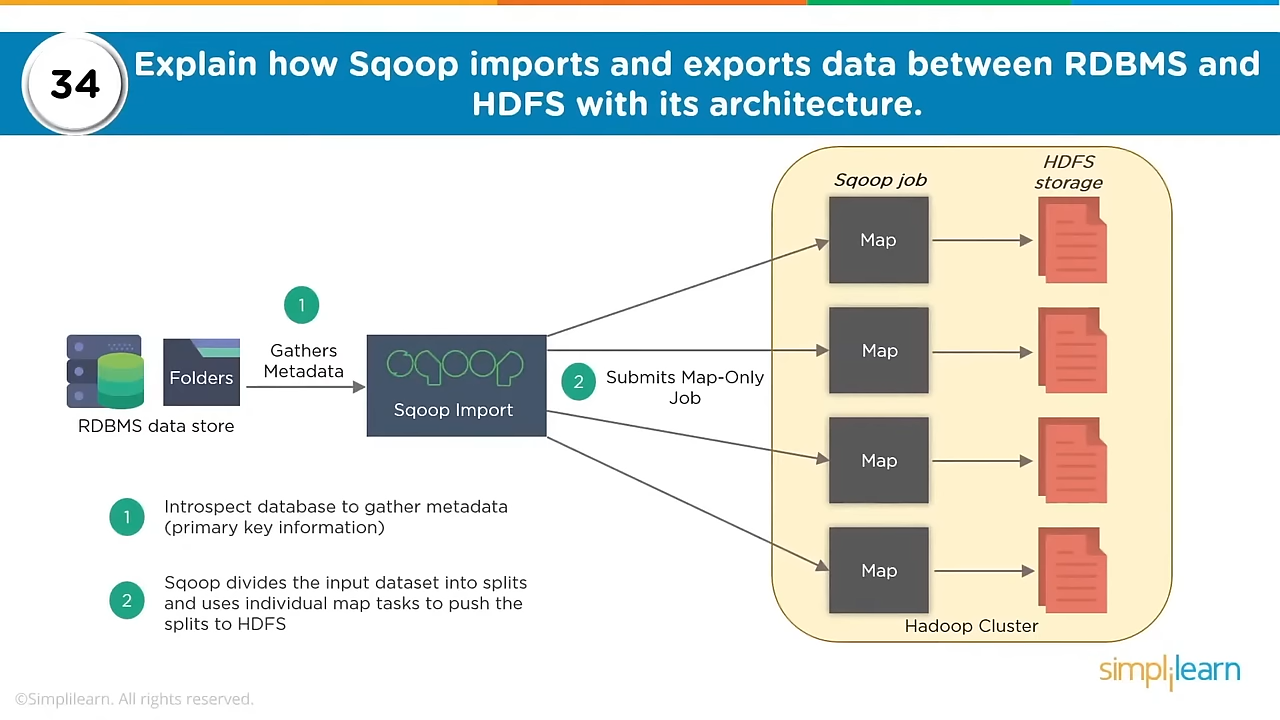 34
Explain how Sqoop imports and exports data between RDBMS and
HDFS with its architecture.
Sqoop job
HDFS
storage
Map
Map
Map
Map
Hadoop Cluster
1
Gathers
Metadata
Folders
RDBMS data store
sqoop
Sqoop Import
2
Submits Map-Only
Job
1
Introspect database to gather metadata
(primary key information)
2
Sqoop divides the input dataset into splits
and uses individual map tasks to push the
splits to HDFS
simplilearn
©Simplilearn. All rights reserved.